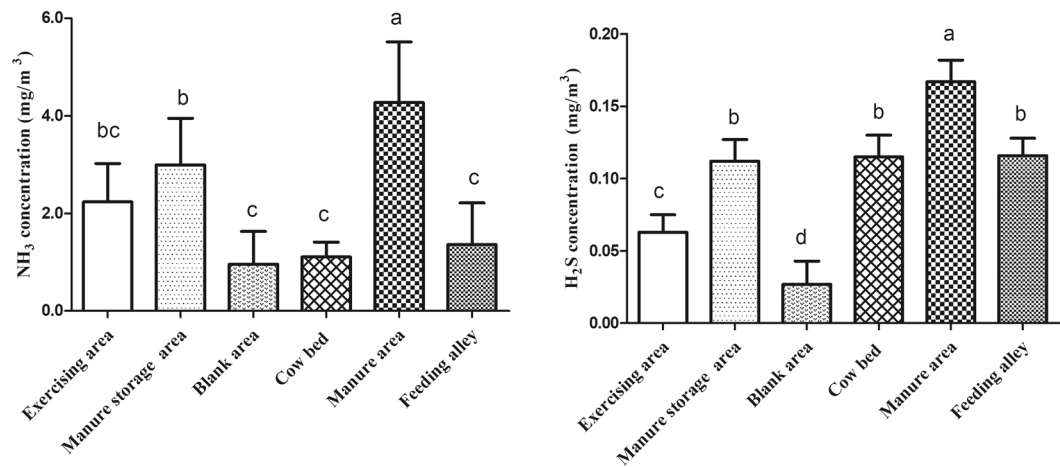 NH₃ concentration (mg/m³)
6.0
4.0
2.0
0.0
bc
b
c
c
a
c
Exercising area
Manure storage area
Blank area
Cow bed
Manure area
Feeding alley
H₂S concentration (mg/m³)
0.20
0.15
0.10
0.05
0.00
c
b
d
b
a
b
Exercising area
Manure storage area
Blank area
Cow bed
Manure area
Feeding alley